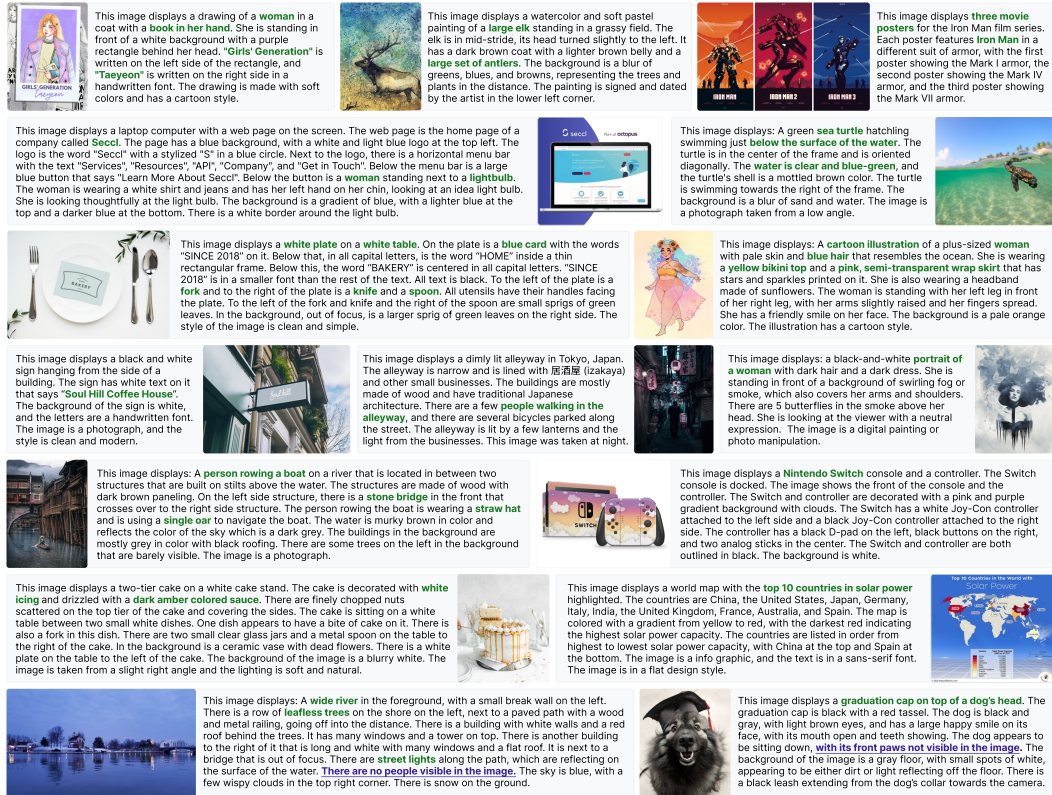 This image displays a drawing of a woman in a
coat with a book in her hand. She is standing in
front of a white background with a purple
rectangle behind her head. "Girls' Generation" is
written on the left side of the rectangle, and
"Taeyeon" is written on the right side in a
handwritten font. The drawing is made with soft
colors and has a cartoon style.
GIRLS' GENERATION
taeyeon
This image displays a watercolor and soft pastel
painting of a large elk standing in a grassy field. The
elk is in mid-stride, its head turned slightly to the left. It
has a dark brown coat with a lighter brown belly and a
large set of antlers. The background is a blur of
greens, blues, and browns, representing the trees and
plants in the distance. The painting is signed and dated
by the artist in the lower left corner.
IRON MAN
IRON MAN 2
IRON MAN 3
This image displays three movie
posters for the Iron Man film series.
Each poster features Iron Man in a
different suit of armor, with the first
poster showing the Mark I armor, the
second poster showing the Mark IV
armor, and the third poster showing
the Mark VII armor.
This image displays a laptop computer with a web page on the screen. The web page is the home page of a
company called Seccl. The page has a blue background, with a white and light blue logo at the top left. The
logo is the word "Seccl" with a stylized "S" in a blue circle. Next to the logo, there is a horizontal menu bar
with the text "Services", "Resources", "API", "Company", and "Get in Touch". Below the menu bar is a large
blue button that says "Learn More About Seccl". Below the button is a woman standing next to a lightbulb.
The woman is wearing a white shirt and jeans and has her left hand on her chin, looking at an idea light bulb.
She is looking thoughtfully at the light bulb. The background is a gradient of blue, with a lighter blue at the
top and a darker blue at the bottom. There is a white border around the light bulb.
seccl
Part of octopus
This image displays: A green sea turtle hatchling
swimming just below the surface of the water. The
turtle is in the center of the frame and is oriented
diagonally. The water is clear and blue-green, and
the turtle's shell is a mottled brown color. The turtle
is swimming towards the right of the frame. The
background is a blur of sand and water. The image is
a photograph taken from a low angle.
BAKERY
This image displays a white plate on a white table. On the plate is a blue card with the words
"SINCE 2018" on it. Below that, in all capital letters, is the word "HOME" inside a thin
rectangular frame. Below this, the word "BAKERY" is centered in all capital letters. "SINCE
2018" is in a smaller font than the rest of the text. All text is black. To the left of the plate is a
fork and to the right of the plate is a knife and a spoon. All utensils have their handles facing
the plate. To the left of the fork and knife and the right of the spoon are small sprigs of green
leaves. In the background, out of focus, is a larger sprig of green leaves on the right side. The
style of the image is clean and simple.
This image displays: A cartoon illustration of a plus-sized woman
with pale skin and blue hair that resembles the ocean. She is wearing
a yellow bikini top and a pink, semi-transparent wrap skirt that has
stars and sparkles printed on it. She is also wearing a headband
made of sunflowers. The woman is standing with her left leg in front
of her right leg, with her arms slightly raised and her fingers spread.
She has a friendly smile on her face. The background is a pale orange
color. The illustration has a cartoon style.
This image displays a black and white
sign hanging from the side of a
building. The sign has white text on it
that says "Soul Hill Coffee House".
The background of the sign is white,
and the letters are a handwritten font.
The image is a photograph, and the
style is clean and modern.
This image displays a dimly lit alleyway in Tokyo, Japan.
The alleyway is narrow and is lined with 居酒屋 (izakaya)
and other small businesses. The buildings are mostly
made of wood and have traditional Japanese
architecture. There are a few people walking in the
alleyway, and there are several bicycles parked along
the street. The alleyway is lit by a few lanterns and the
light from the businesses. This image was taken at night.
This image displays: a black-and-white portrait of
a woman with dark hair and a dark dress. She is
standing in front of a background of swirling fog or
smoke, which also covers her arms and shoulders.
There are 5 butterflies in the smoke above her
head. She is looking at the viewer with a neutral
expression. The image is a digital painting or
photo manipulation.
This image displays: A person rowing a boat on a river that is located in between two
structures that are built on stilts above the water. The structures are made of wood with
dark brown paneling. On the left side structure, there is a stone bridge in the front that
crosses over to the right side structure. The person rowing the boat is wearing a straw hat
and is using a single oar to navigate the boat. The water is murky brown in color and
reflects the color of the sky which is a dark grey. The buildings in the background are
mostly grey in color with black roofing. There are some trees on the left in the background
that are barely visible. The image is a photograph.
SWITCH
This image displays a Nintendo Switch console and a controller. The Switch
console is docked. The image shows the front of the console and the
controller. The Switch and controller are decorated with a pink and purple
gradient background with clouds. The Switch has a white Joy-Con controller
attached to the left side and a black Joy-Con controller attached to the right
side. The controller has a black D-pad on the left, black buttons on the right,
and two analog sticks in the center. The Switch and controller are both
outlined in black. The background is white.
This image displays a two-tier cake on a white cake stand. The cake is decorated with white
icing and drizzled with a dark amber colored sauce. There are finely chopped nuts
scattered on the top tier of the cake and covering the sides. The cake is sitting on a white
table between two small white dishes. One dish appears to have a bite of cake on it. There is
also a fork in this dish. There are two small clear glass jars and a metal spoon on the table to
the right of the cake. In the background is a ceramic vase with dead flowers. There is a white
plate on the table to the left of the cake. The background of the image is a blurry white. The
image is taken from a slight right angle and the lighting is soft and natural.
This image displays a world map with the top 10 countries in solar power
highlighted. The countries are China, the United States, Japan, Germany,
Italy, India, the United Kingdom, France, Australia, and Spain. The map is
colored with a gradient from yellow to red, with the darkest red indicating
the highest solar power capacity. The countries are listed in order from
highest to lowest solar power capacity, with China at the top and Spain at the
bottom. The image is a info graphic, and the text is in a sans-serif font.
The image is in a flat design style.
Top 10 Countries in the World with
Solar Power
This image displays: A wide river in the foreground, with a small break wall on the left.
There is a row of leafless trees on the shore on the left, next to a paved path with a wood
and metal railing, going off into the distance. There is a building with white walls and a red
roof behind the trees. It has many windows and a tower on top. There is another building
to the right of it that is long and white with many windows and a flat roof. It is next to a
bridge that is out of focus. There are street lights along the path, which are reflecting on
the surface of the water. There are no people visible in the image. The sky is blue, with a
few wispy clouds in the top right corner. There is snow on the ground.
This image displays a graduation cap on top of a dog's head. The
graduation cap is black with a red tassel. The dog is black and
gray, with light brown eyes, and has a large happy smile on its
face, with its mouth open and teeth showing. The dog appears to
be sitting down, with its front paws not visible in the image. The
background of the image is a gray floor, with small spots of white,
appearing to be either dirt or light reflecting off the floor. There is
a black leash extending from the dog's collar towards the camera.